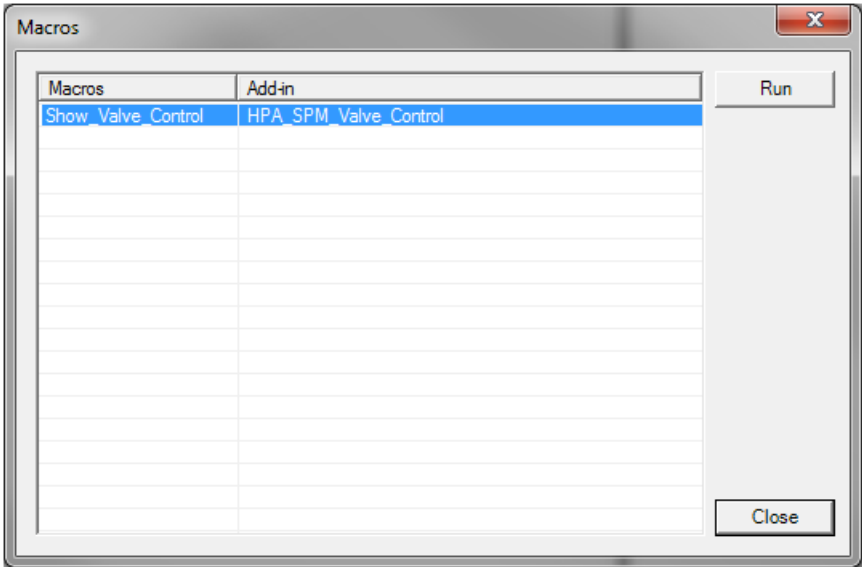 Macros
Macros Add-in Run
Show_Valve_Control HPA_SPM_Valve_Control
Close